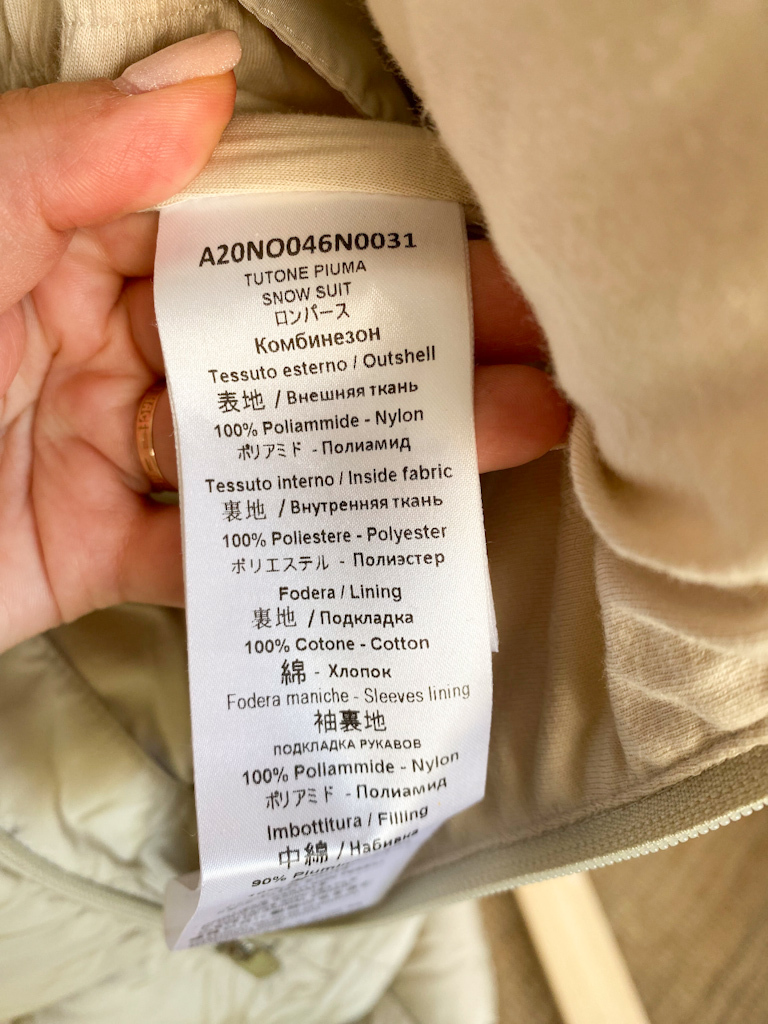 A20NO046N0031
TUTONE PIUMA
SNOW SUIT
ロンパース
Комбинезон
Tessuto esterno / Outshell
表地 / Внешняя ткань
100% Poliammide - Nylon
ポリアミド - Полиамид
Tessuto interno / Inside fabric
裏地 / Внутренняя ткань
100% Poliestere - Polyester
ポリエステル - Полиэстер
Fodera / Lining
裏地 / Подкладка
100% Cotone - Cotton
綿 - Хлопок
Fodera maniche - Sleeves lining
袖裏地
ПОДКЛАДКА РУКАВОВ
100% Poliammide - Nylon
ポリアミド - Полиамид
Imbottitura / Filling
中綿 / Набивка
90%